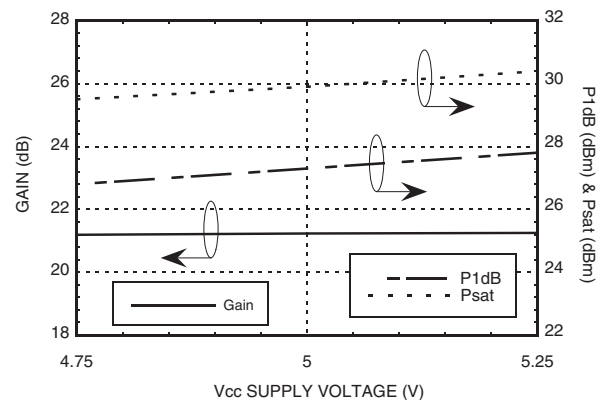 28
26
24
22
20
18
GAIN (dB)
32
30
28
26
24
22
P1dB (dBm) & Psat (dBm)
Gain
P1dB
Psat
4.75
5
5.25
Vcc SUPPLY VOLTAGE (V)